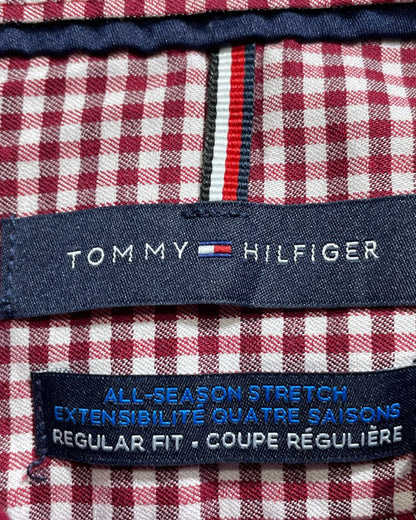 TOMMY HILFIGER
ALL-SEASON STRETCH
EXTENSIBILITÉ QUATRE SAISONS
REGULAR FIT • COUPE RÉGULIÈRE